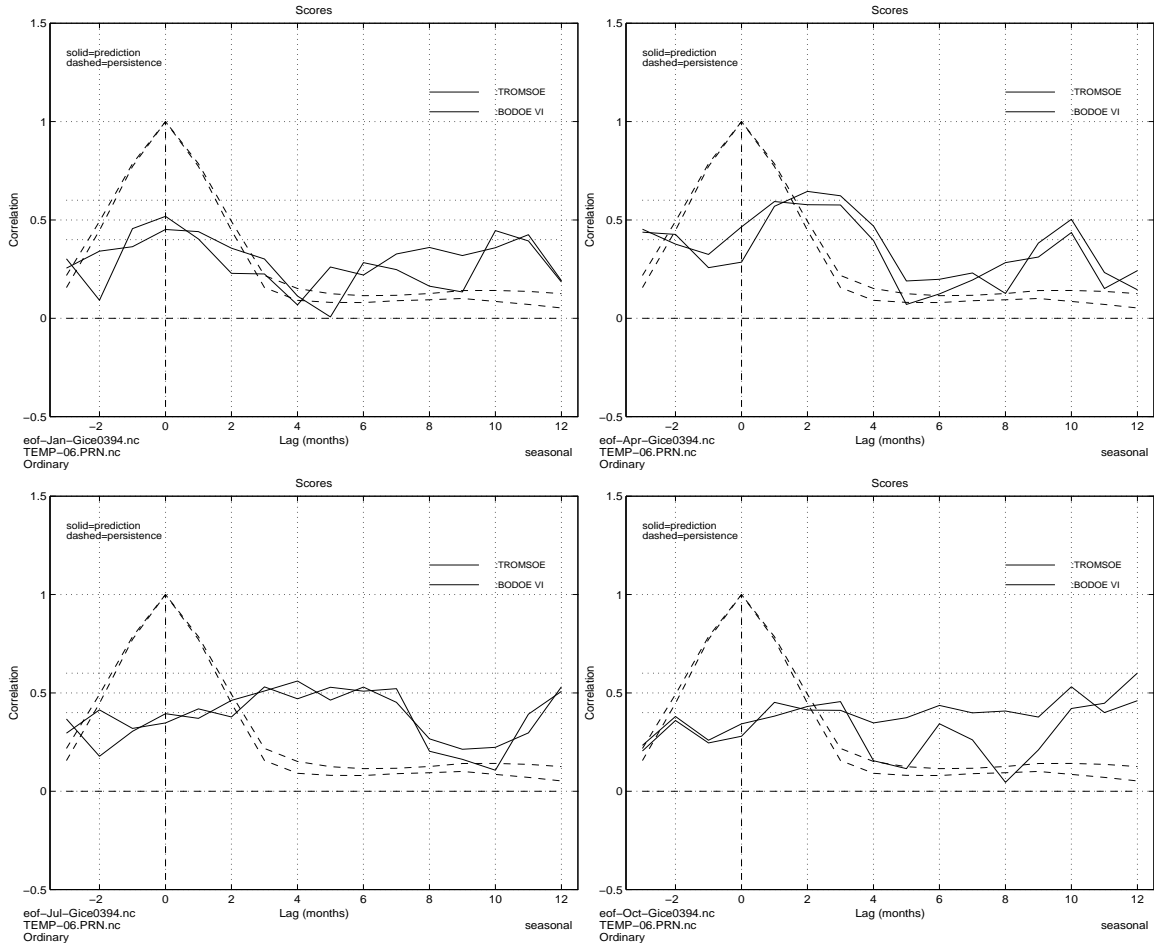 Scores
1.5
solid=prediction
dashed=persistence
:TROMSOE
:BODOE VI
1
0.5
0
−0.5
Correlation
−2 0 2 4 6 8 10 12
Lag (months)
eof−Jan−Gice0394.nc
TEMP−06.PRN.nc
Ordinary
seasonal
Scores
1.5
solid=prediction
dashed=persistence
:TROMSOE
:BODOE VI
1
0.5
0
−0.5
Correlation
−2 0 2 4 6 8 10 12
Lag (months)
eof−Apr−Gice0394.nc
TEMP−06.PRN.nc
Ordinary
seasonal
Scores
1.5
solid=prediction
dashed=persistence
:TROMSOE
:BODOE VI
1
0.5
0
−0.5
Correlation
−2 0 2 4 6 8 10 12
Lag (months)
eof−Jul−Gice0394.nc
TEMP−06.PRN.nc
Ordinary
seasonal
Scores
1.5
solid=prediction
dashed=persistence
:TROMSOE
:BODOE VI
1
0.5
0
−0.5
Correlation
−2 0 2 4 6 8 10 12
Lag (months)
eof−Oct−Gice0394.nc
TEMP−06.PRN.nc
Ordinary
seasonal